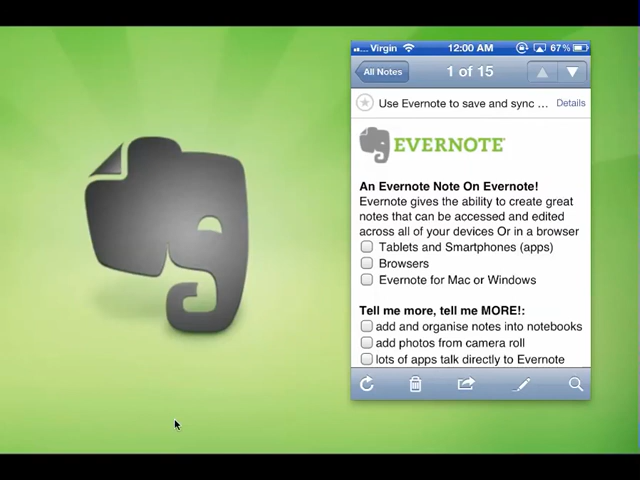 Virgin 12:00 AM 67%
All Notes 1 of 15
Use Evernote to save and sync ... Details
EVERNOTE
An Evernote Note On Evernote!
Evernote gives the ability to create great
notes that can be accessed and edited
across all of your devices Or in a browser
Tablets and Smartphones (apps)
Browsers
Evernote for Mac or Windows
Tell me more, tell me MORE!:
add and organise notes into notebooks
add photos from camera roll
lots of apps talk directly to Evernote